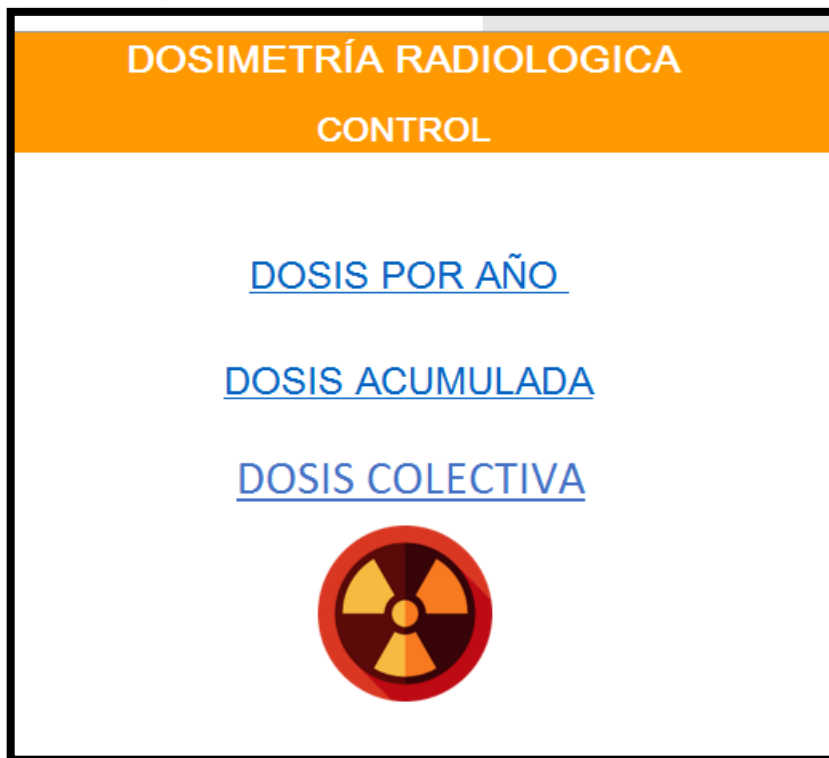 DOSIMETRÍA RADIOLOGICA
CONTROL
DOSIS POR AÑO
DOSIS ACUMULADA
DOSIS COLECTIVA